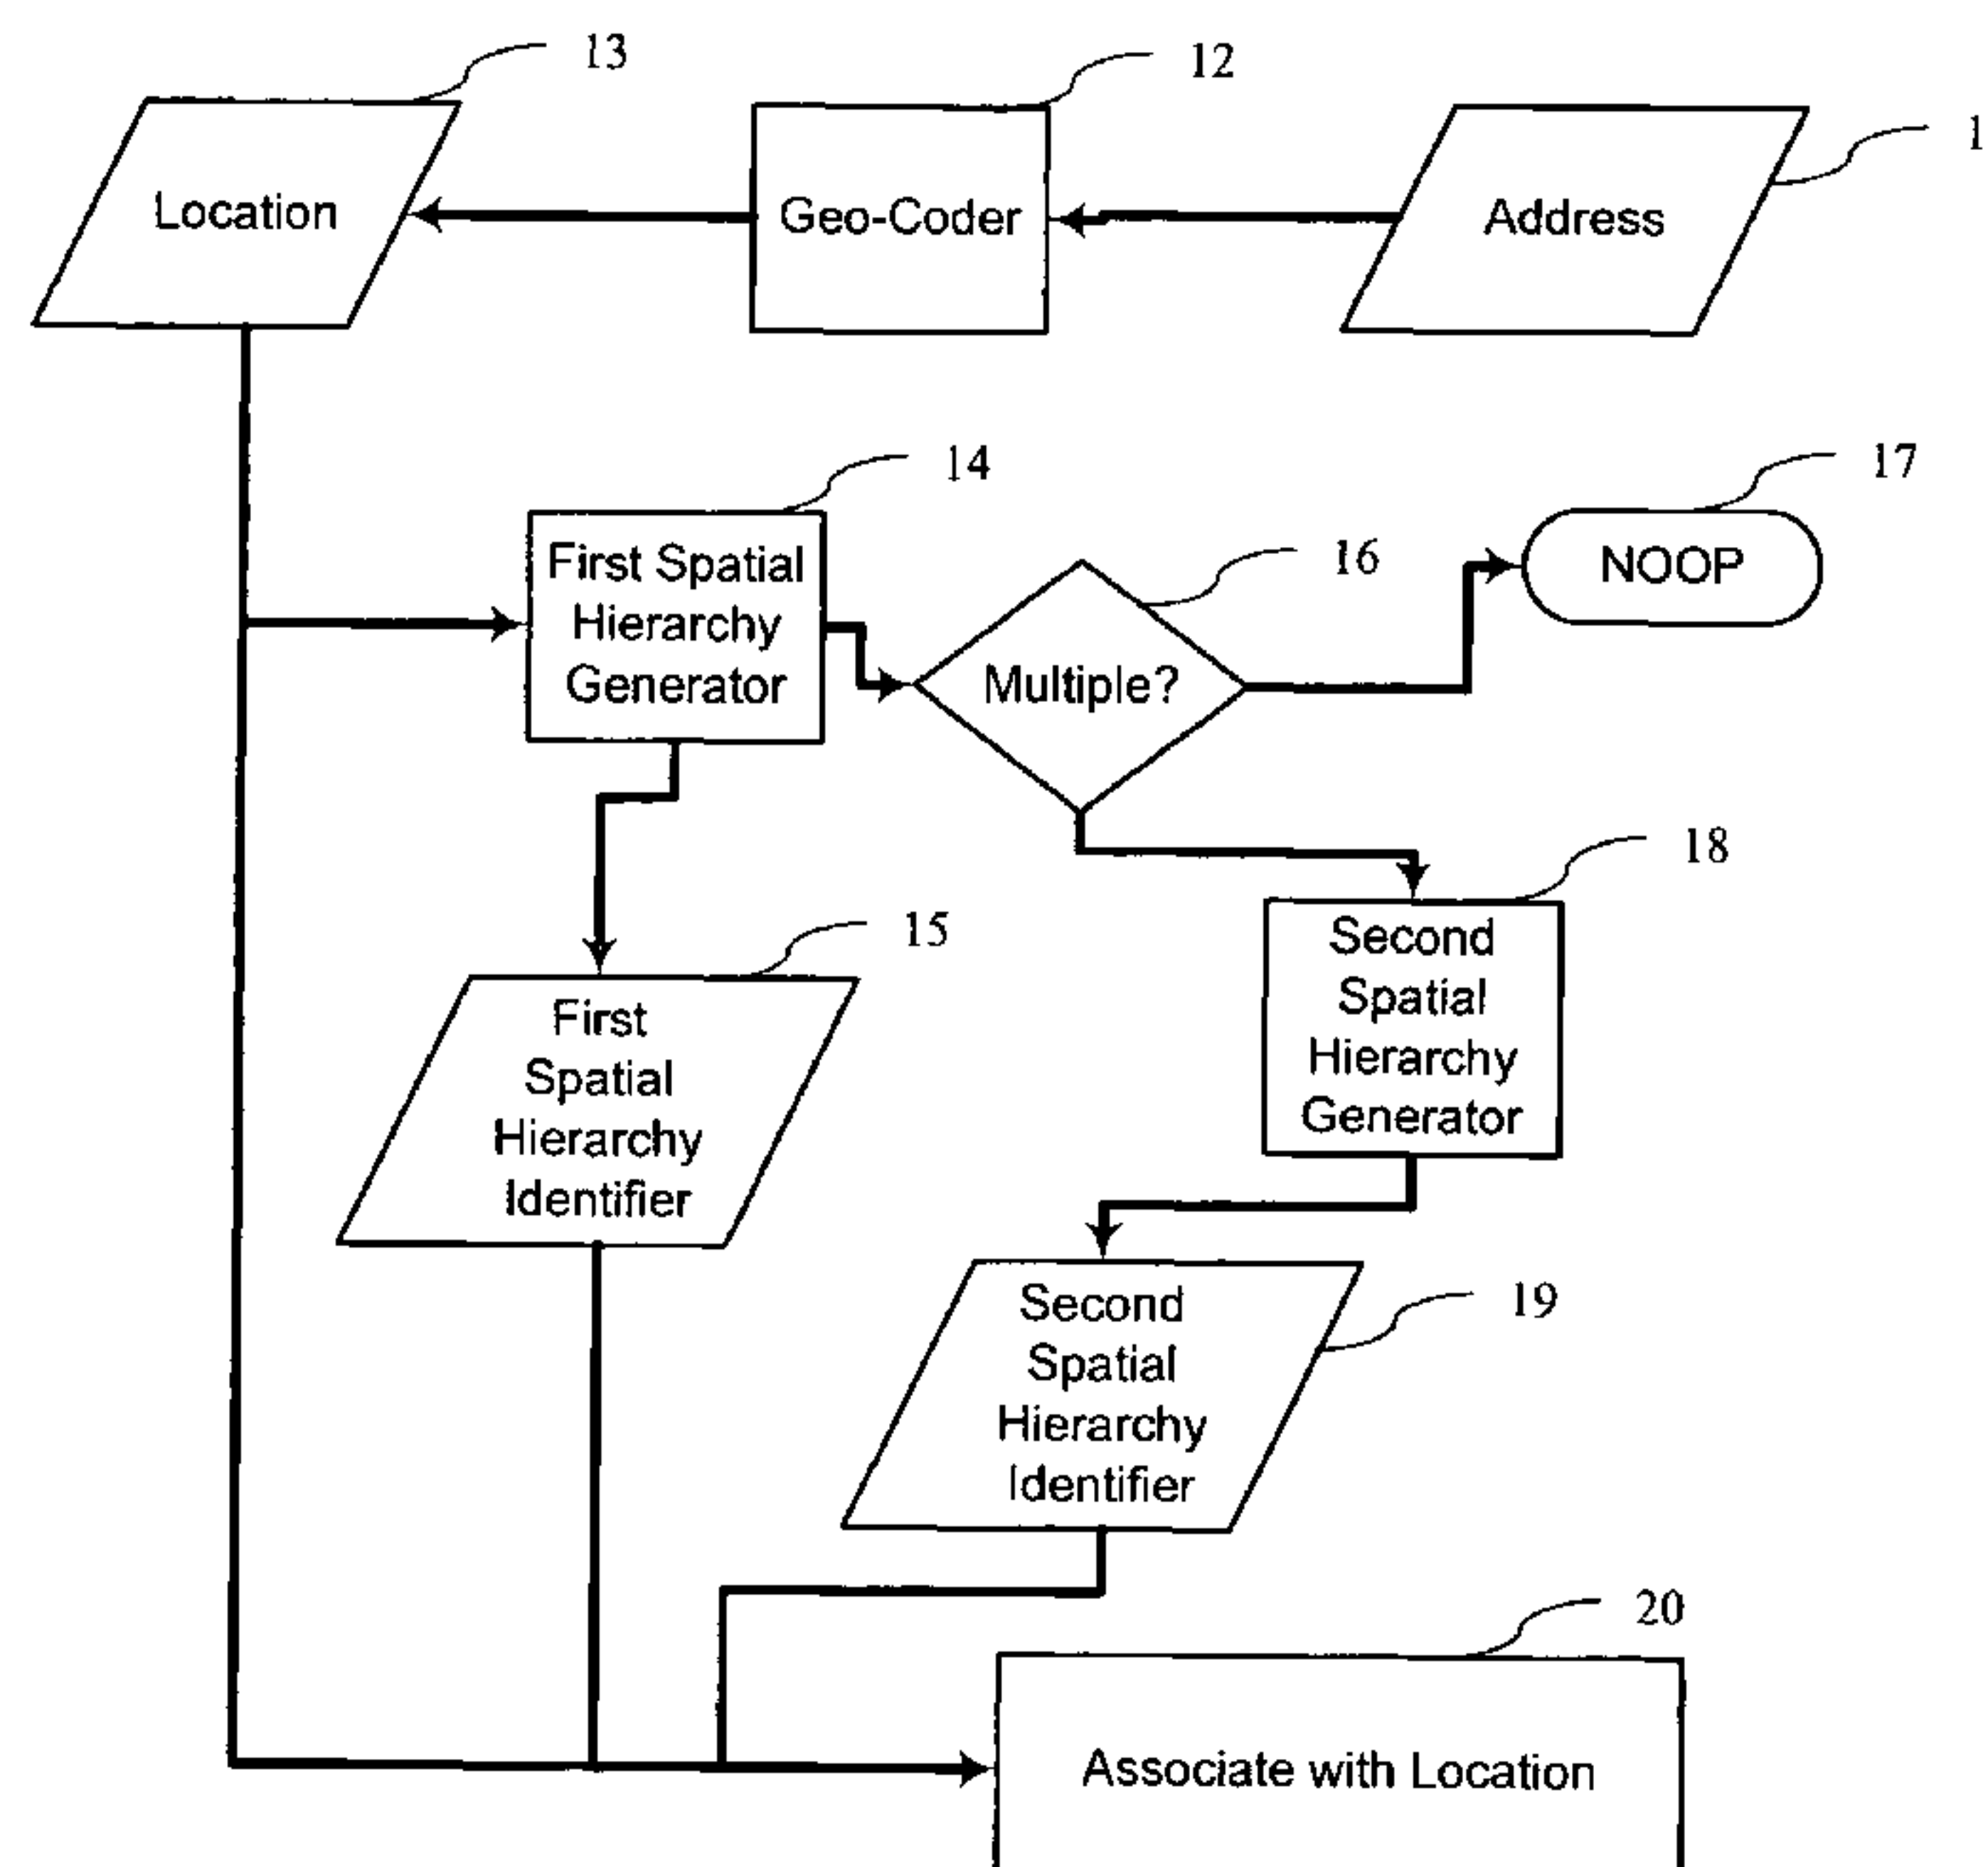 13
12
1
Location
Geo-Coder
Address
14
17
16
First Spatial
Hierarchy
Generator
Multiple?
NOOP
18
15
Second
Spatial
Hierarchy
Generator
First
Spatial
Hierarchy
Identifier
19
Second
Spatial
Hierarchy
Identifier
20
Associate with Location